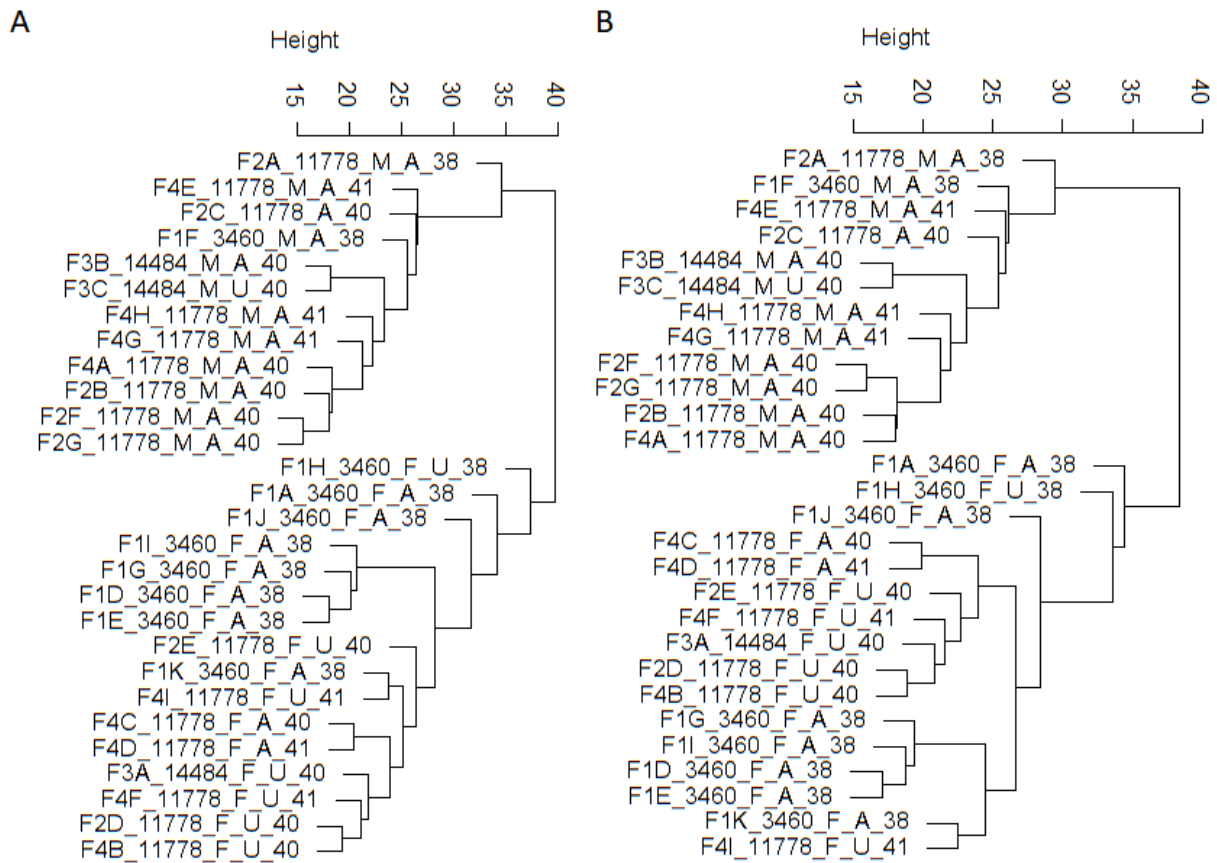 A
Height
15 20 25 30 35 40
F2A_11778_M_A_38
F4E_11778_M_A_41
F2C_11778_A_40
F1F_3460_M_A_38
F3B_14484_M_A_40
F3C_14484_M_U_40
F4H_11778_M_A_41
F4G_11778_M_A_41
F4A_11778_M_A_40
F2B_11778_M_A_40
F2F_11778_M_A_40
F2G_11778_M_A_40
F1H_3460_F_U_38
F1A_3460_F_A_38
F1J_3460_F_A_38
F1I_3460_F_A_38
F1G_3460_F_A_38
F1D_3460_F_A_38
F1E_3460_F_A_38
F2E_11778_F_U_40
F1K_3460_F_A_38
F4I_11778_F_U_41
F4C_11778_F_A_40
F4D_11778_F_A_41
F3A_14484_F_U_40
F4F_11778_F_U_41
F2D_11778_F_U_40
F4B_11778_F_U_40
B
Height
15 20 25 30 35 40
F2A_11778_M_A_38
F1F_3460_M_A_38
F4E_11778_M_A_41
F2C_11778_A_40
F3B_14484_M_A_40
F3C_14484_M_U_40
F4H_11778_M_A_41
F4G_11778_M_A_41
F2F_11778_M_A_40
F2G_11778_M_A_40
F2B_11778_M_A_40
F4A_11778_M_A_40
F1A_3460_F_A_38
F1H_3460_F_U_38
F1J_3460_F_A_38
F4C_11778_F_A_40
F4D_11778_F_A_41
F2E_11778_F_U_40
F4F_11778_F_U_41
F3A_14484_F_U_40
F2D_11778_F_U_40
F4B_11778_F_U_40
F1G_3460_F_A_38
F1I_3460_F_A_38
F1D_3460_F_A_38
F1E_3460_F_A_38
F1K_3460_F_A_38
F4I_11778_F_U_41